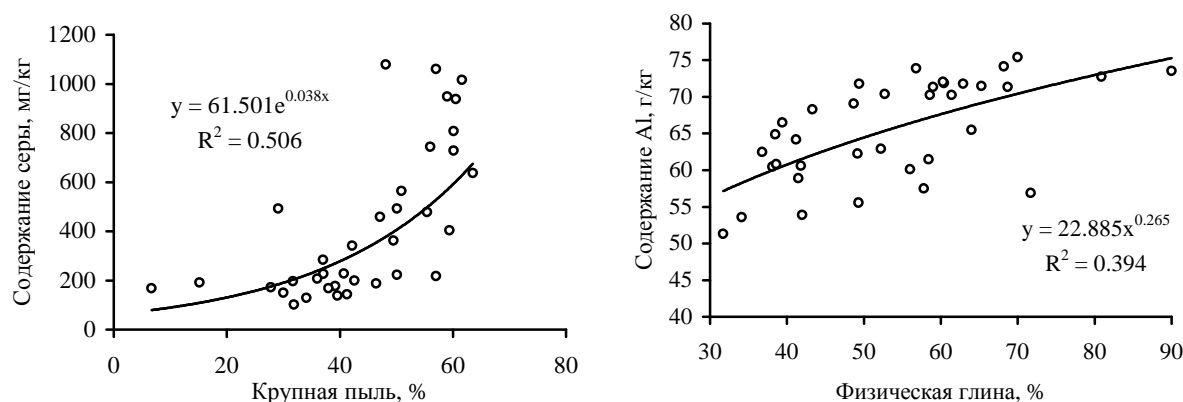 Содержание серы, мг/кг
1200
1000
800
600
400
200
0
y = 61.501e^0.038x
R^2 = 0.506
0 20 40 60 80
Крупная пыль, %
Содержание Al, г/кг
80
75
70
65
60
55
50
45
40
y = 22.885x^0.265
R^2 = 0.394
30 40 50 60 70 80 90
Физическая глина, %